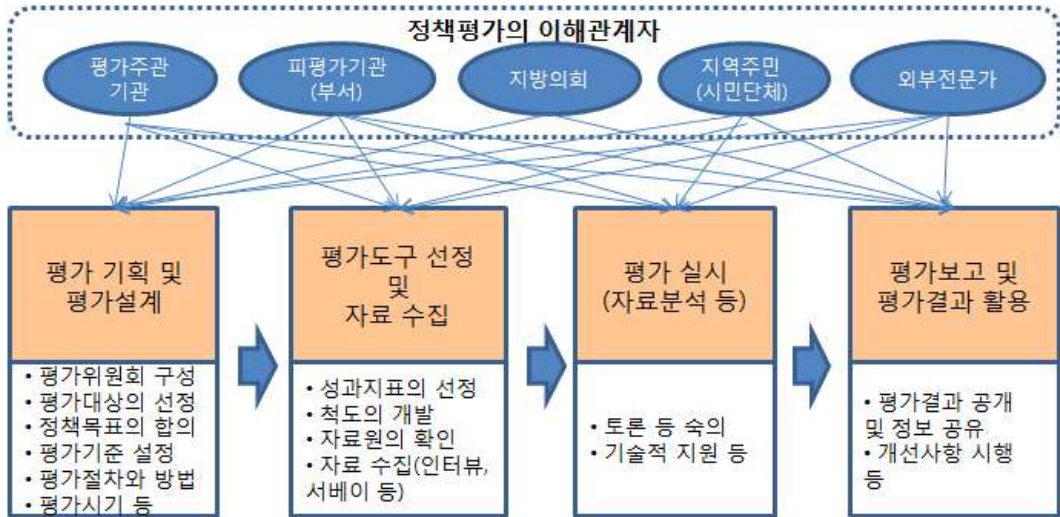 정책평가의 이해관계자
평가주관
기관
피평가기관
(부서)
지방의회
지역주민
(시민단체)
외부전문가
평가 기획 및
평가설계
• 평가위원회 구성
• 평가대상의 선정
• 정책목표의 합의
• 평가기준 설정
• 평가절차와 방법
• 평가시기 등
평가도구 선정
및
자료 수집
• 성과지표의 선정
• 척도의 개발
• 자료원의 확인
• 자료 수집(인터뷰,
서베이 등)
평가 실시
(자료분석 등)
• 토론 등 숙의
• 기술적 지원 등
평가보고 및
평가결과 활용
• 평가결과 공개
및 정보 공유
• 개선사항 시행
등